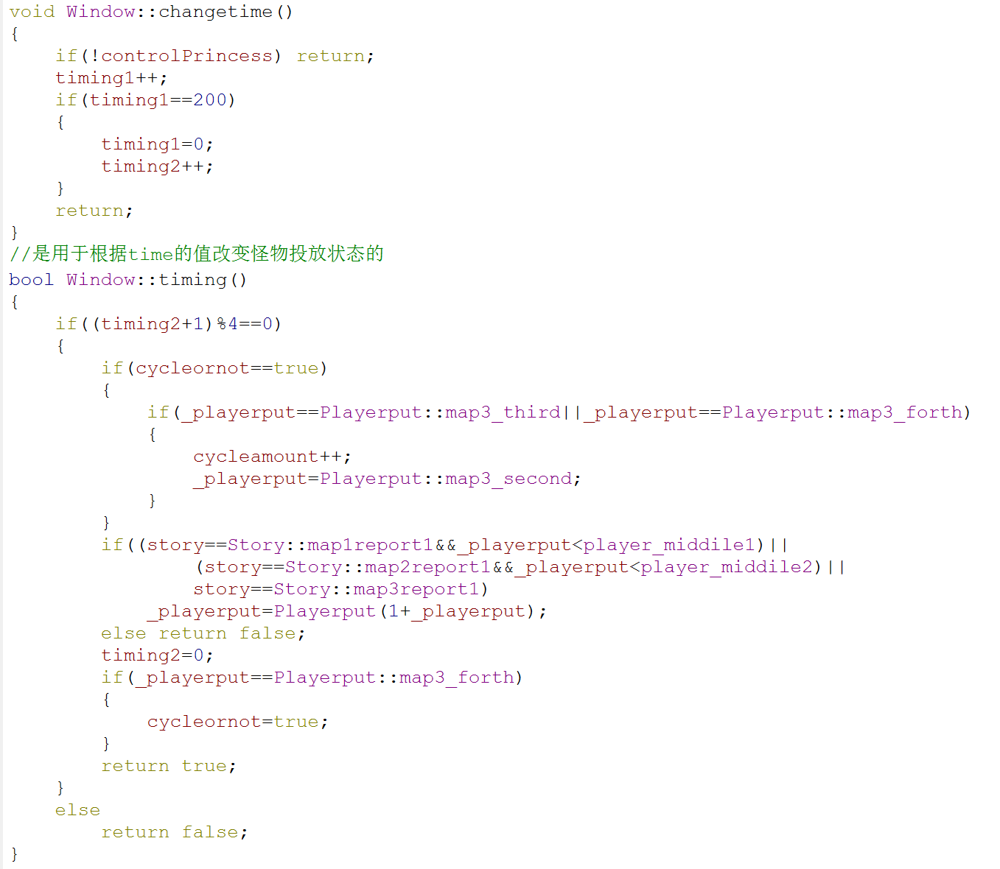 void Window::changetime()
{
    if(!controlPrincess) return;
    timing1++;
    if(timing1==200)
    {
        timing1=0;
        timing2++;
    }
    return;
}
//是用于根据time的值改变怪物投放状态的
bool Window::timing()
{
    if((timing2+1)%4==0)
    {
        if(cycleornot==true)
        {
            if(_playerput==Playerput::map3_third||_playerput==Playerput::map3_forth)
            {
                cycleamount++;
                _playerput=Playerput::map3_second;
            }
        }
        if((story==Story::map1report1&&_playerput<player_middile1)||
                (story==Story::map2report1&&_playerput<player_middile2)||
                story==Story::map3report1)
            _playerput=Playerput(1+_playerput);
        else return false;
        timing2=0;
        if(_playerput==Playerput::map3_forth)
        {
            cycleornot=true;
        }
        return true;
    }
    else
        return false;
}